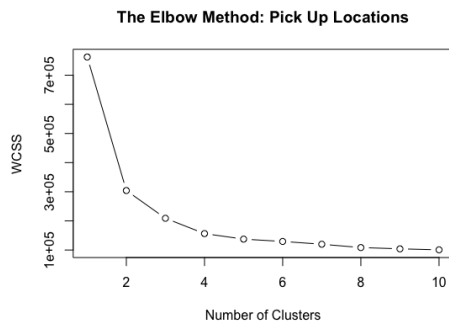 The Elbow Method: Pick Up Locations
7e+05
5e+05
3e+05
1e+05
WCSS
2 4 6 8 10
Number of Clusters